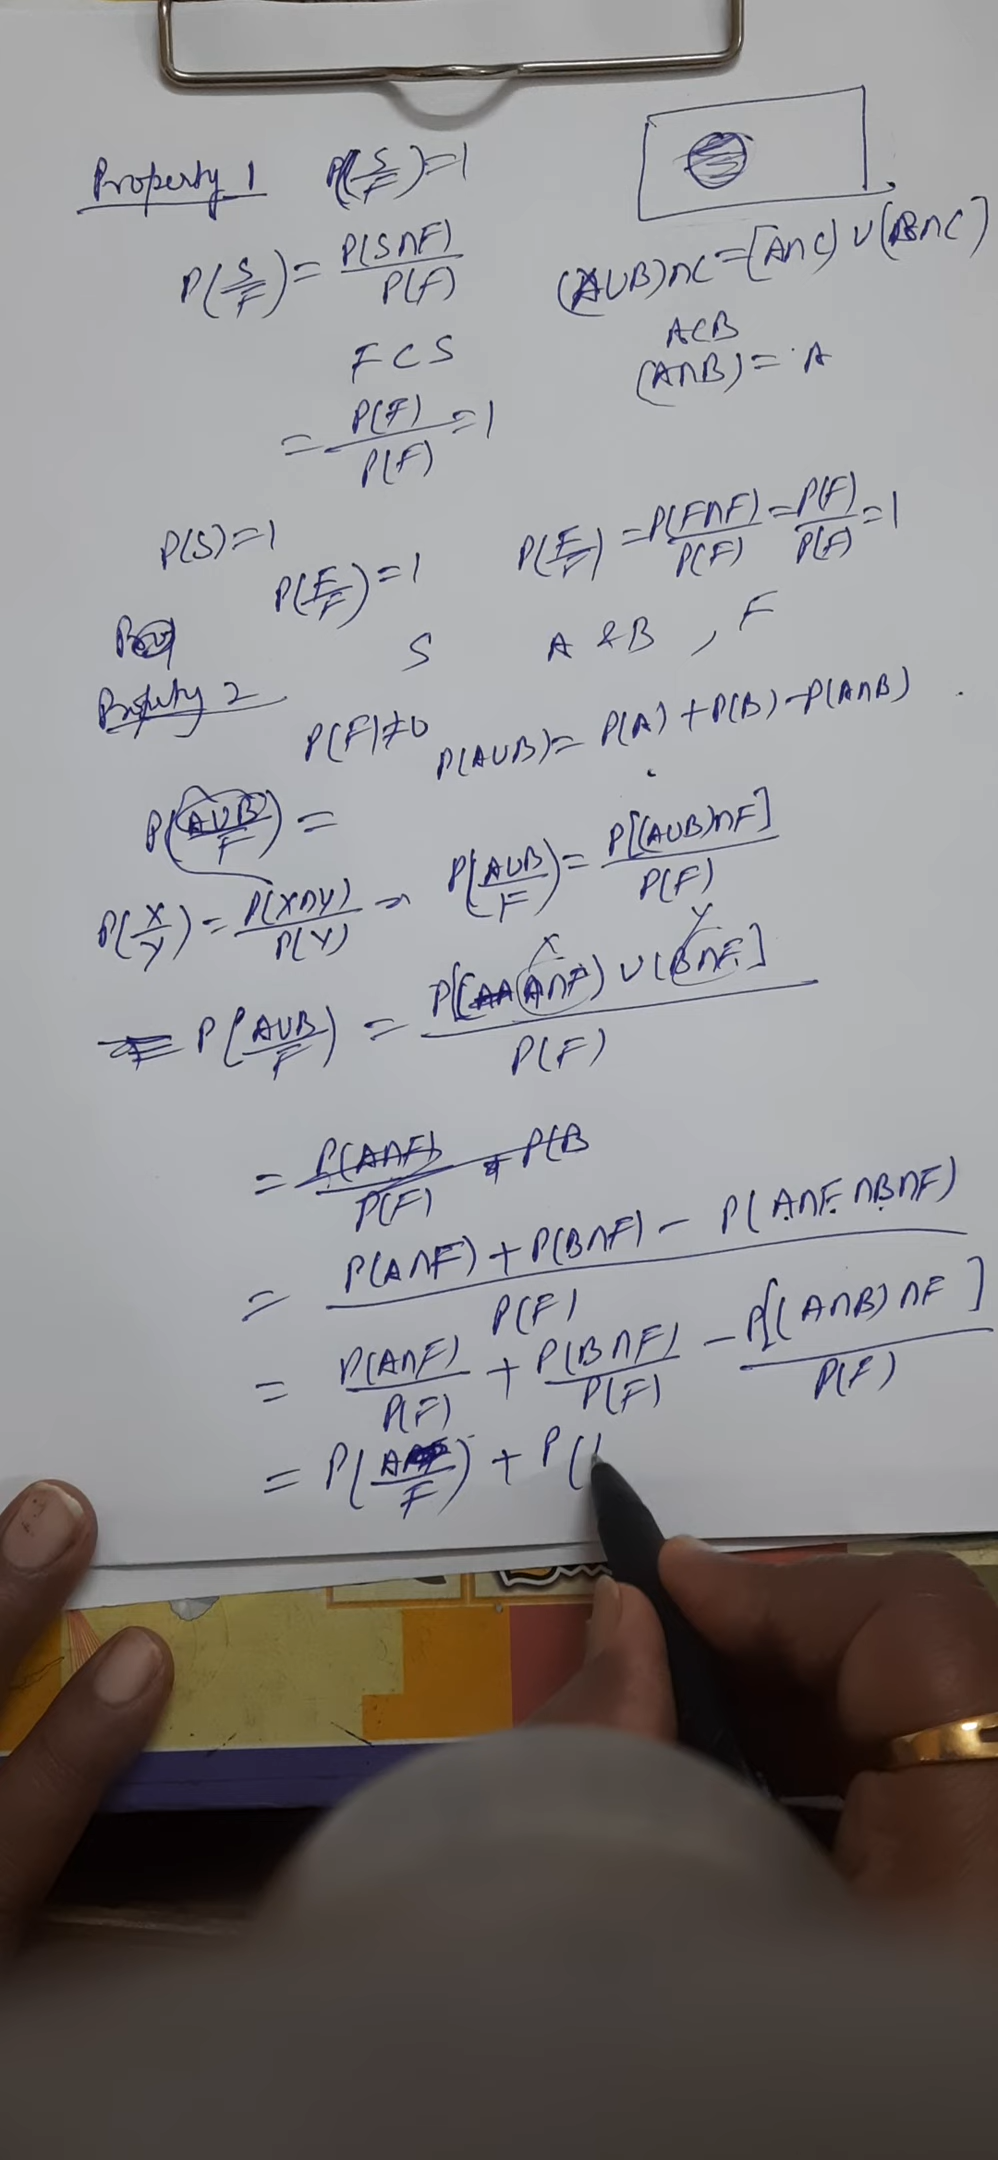 Property 1 P(S/F)=1
P(S/F) = P(S∩F)/P(F)
(A∪B)∩C=[A∩C)∪(B∩C]
F⊂S
A⊂B
(A∩B) = A
= P(F)/P(F) = 1
P(S)=1
P(F/F)=1
P(F/F) = P(F∩F)/P(F) = P(F)/P(F) = 1
S A & B , F
Property 2
P(F)≠0
P(A∪B) = P(A) + P(B) - P(A∩B)
P(A∪B/F) =
P(X/Y) = P(X∩Y)/P(Y)
P(A∪B/F) = P[(A∪B)∩F]/P(F)
X Y
P(A∪B/F) = P[(A∩F) ∪ (B∩F]/P(F)
= P(A∩F)/P(F) + P(B
= P(A∩F) + P(B∩F) - P(A∩F∩B∩F)/P(F)
= P(A∩F)/P(F) + P(B∩F)/P(F) - P[(A∩B)∩F]/P(F)
= P(A/F) + P(